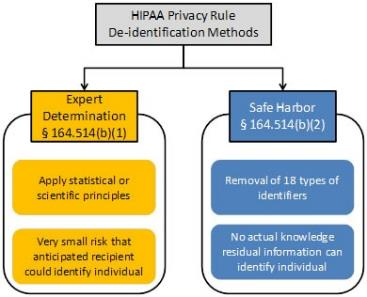 HIPAA Privacy Rule
De-identification Methods
Expert
Determination
§ 164.514(b)(1)
Apply statistical or
scientific principles
Very small risk that
anticipated recipient
could identify individual
Safe Harbor
§ 164.514(b)(2)
Removal of 18 types of
identifiers
No actual knowledge
residual information can
identify individual